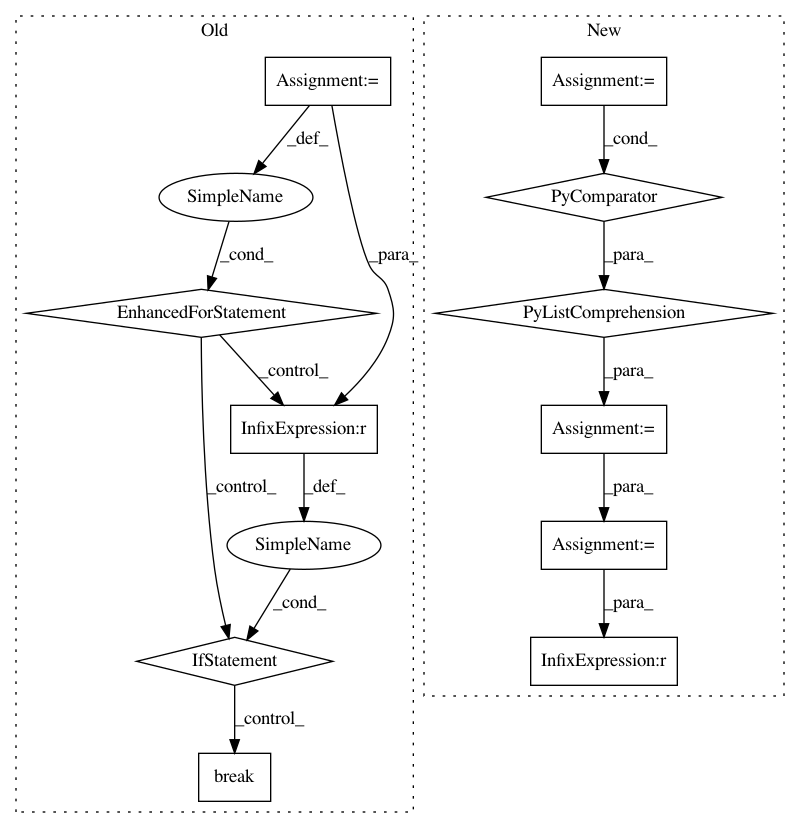 Old
New
Assignment:=
Assignment:=
_def_
_cond_
SimpleName
PyComparator
_cond_
_para_
_para_
EnhancedForStatement
PyListComprehension
_control_
_para_
InfixExpression:r
Assignment:=
_control_
_def_
_para_
SimpleName
Assignment:=
_cond_
_para_
IfStatement
InfixExpression:r
_control_
break